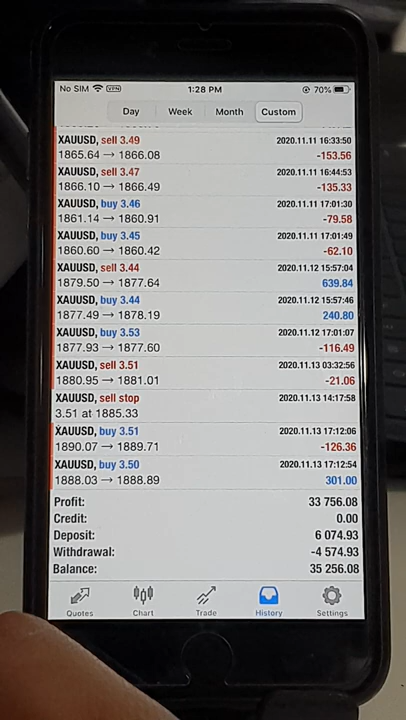 No SIM VPN 1:28 PM 70%
Day Week Month Custom
XAUUSD, sell 3.49 2020.11.11 16:33:50
1865.64 → 1866.08 -153.56
XAUUSD, sell 3.47 2020.11.11 16:44:53
1866.10 → 1866.49 -135.33
XAUUSD, buy 3.46 2020.11.11 17:01:30
1861.14 → 1860.91 -79.58
XAUUSD, buy 3.45 2020.11.11 17:01:49
1860.60 → 1860.42 -62.10
XAUUSD, sell 3.44 2020.11.12 15:57:04
1879.50 → 1877.64 639.84
XAUUSD, buy 3.44 2020.11.12 15:57:46
1877.49 → 1878.19 240.80
XAUUSD, buy 3.53 2020.11.12 17:01:07
1877.93 → 1877.60 -116.49
XAUUSD, sell 3.51 2020.11.13 03:32:56
1880.95 → 1881.01 -21.06
XAUUSD, sell stop 2020.11.13 14:17:58
3.51 at 1885.33
XAUUSD, buy 3.51 2020.11.13 17:12:06
1890.07 → 1889.71 -126.36
XAUUSD, buy 3.50 2020.11.13 17:12:54
1888.03 → 1888.89 301.00
Profit: 33 756.08
Credit: 0.00
Deposit: 6 074.93
Withdrawal: -4 574.93
Balance: 35 256.08
Quotes Chart Trade History Settings